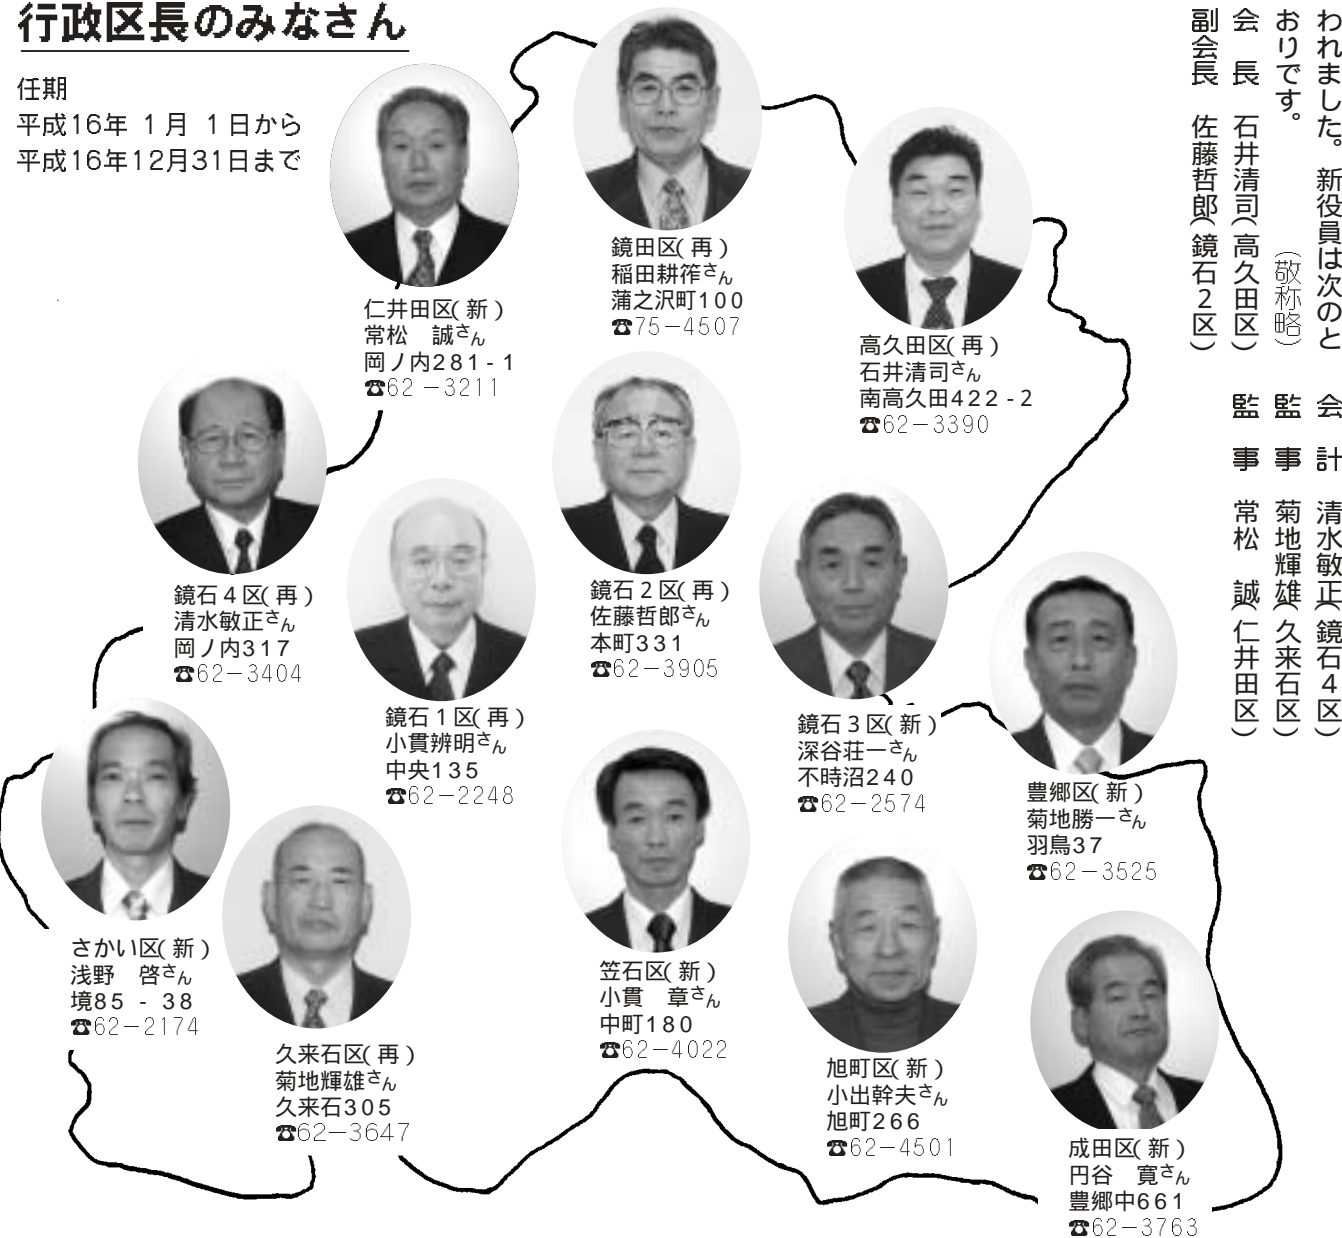 行政区長のみなさん
任期
平成16年 1月 1日から
平成16年12月31日まで
われました。新役員は次のと
おりです。 (敬称略)
会 長 石井清司(高久田区)
副会長 佐藤哲郎(鏡石2区)
会 計 清水敏正(鏡石4区)
監 事 菊地輝雄(久来石区)
監 事 常松 誠(仁井田区)
仁井田区(新)
常松 誠さん
岡ノ内281-1
☎62-3211
鏡田区(再)
稲田耕筰さん
蒲之沢町100
☎75-4507
高久田区(再)
石井清司さん
南高久田422-2
☎62-3390
鏡石4区(再)
清水敏正さん
岡ノ内317
☎62-3404
鏡石1区(再)
小貫辨明さん
中央135
☎62-2248
鏡石2区(再)
佐藤哲郎さん
本町331
☎62-3905
鏡石3区(新)
深谷荘一さん
不時沼240
☎62-2574
豊郷区(新)
菊地勝一さん
羽鳥37
☎62-3525
さかい区(新)
浅野 啓さん
境85-38
☎62-2174
久来石区(再)
菊地輝雄さん
久来石305
☎62-3647
笠石区(新)
小貫 章さん
中町180
☎62-4022
旭町区(新)
小出幹夫さん
旭町266
☎62-4501
成田区(新)
円谷 寛さん
豊郷中661
☎62-3763